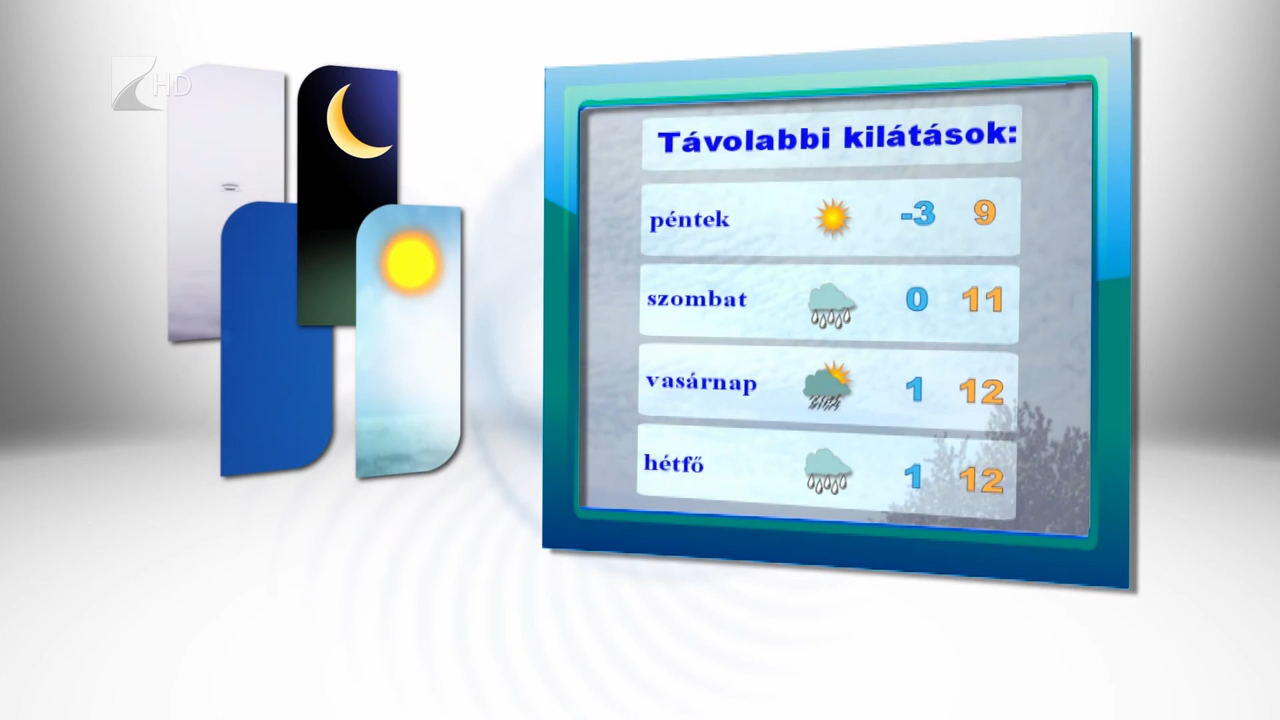 HD
Távolabbi kilátások:
péntek -3 9
szombat 0 11
vasárnap 1 12
hétfő 1 12